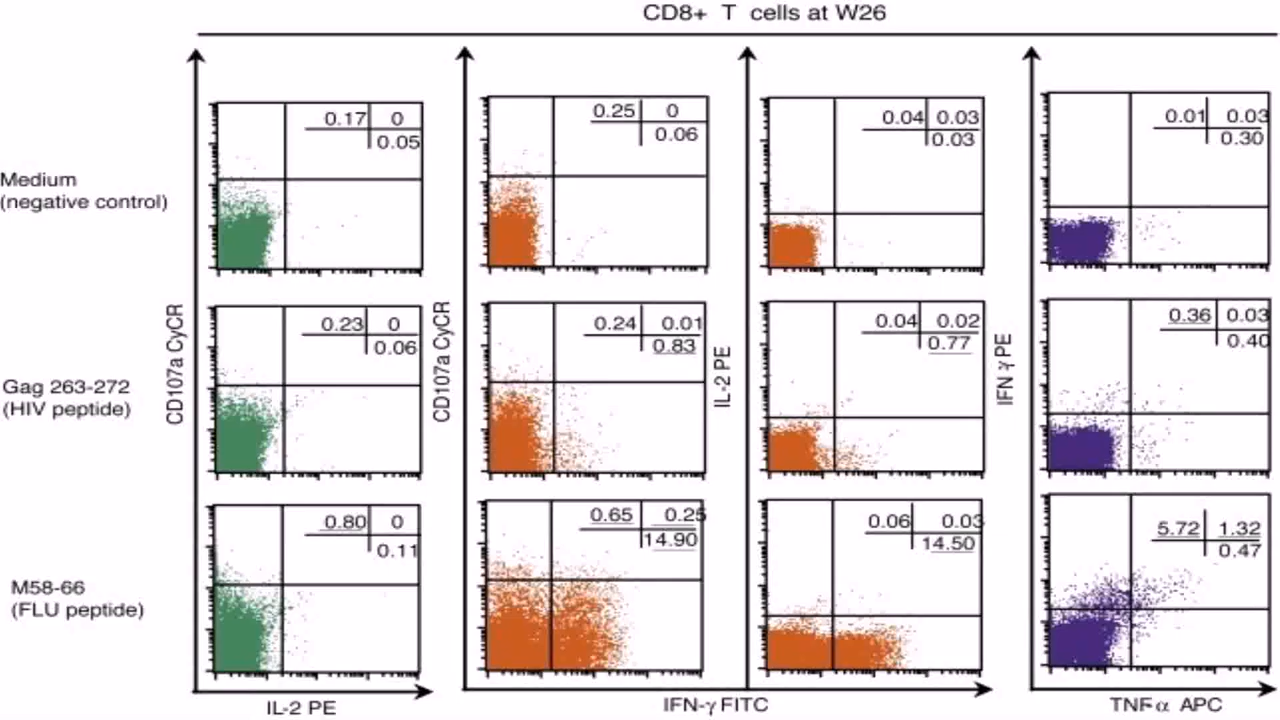 CD8+ T cells at W26
Medium
(negative control)
0.17 0
0.05
0.25 0
0.06
0.04 0.03
0.03
0.01 0.03
0.30
Gag 263-272
(HIV peptide)
CD107a CyCR
0.23 0
0.06
CD107a CyCR
0.24 0.01
0.83
IL-2 PE
0.04 0.02
0.77
IFN γ PE
0.36 0.03
0.40
M58-66
(FLU peptide)
0.80 0
0.11
0.65 0.25
14.90
0.06 0.03
14.50
5.72 1.32
0.47
IL-2 PE
IFN-γ FITC
TNF-α APC